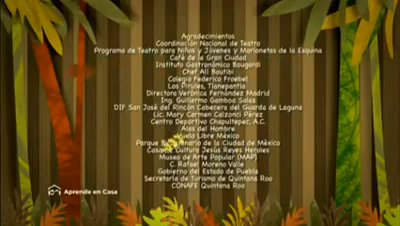 Agradecimientos
Coordinación Nacional de Teatro
Programa de Teatro para Niños y Jóvenes y Marionetas de la Esquina
Café de la Gran Ciudad
Instituto Gastronómico Bougardi
Chef Ali Boutibi
Colegio Federico Froebel
Los Pirules, Tlalnepantla
Directora Verónica Fernández Madrid
Ing. Guillermo Gamboa Salas
DIF San José del Rincón Cabecera del Guarda de Laguna
Lic. Mary Carmen Calzonci Pérez
Centro Deportivo Chapultepec, A.C.
Alas del Hombre
Vuelo Libre México
Parque de la Ciudad de México
Casa Cultura Jesús Reyes Heroles
Museo de Arte Popular (MAP)
C. Rafael Moreno Valle
Gobierno del Estado de Puebla
Secretaría de Turismo de Quintana Roo
CONAFE Quintana Roo
Aprende en Casa